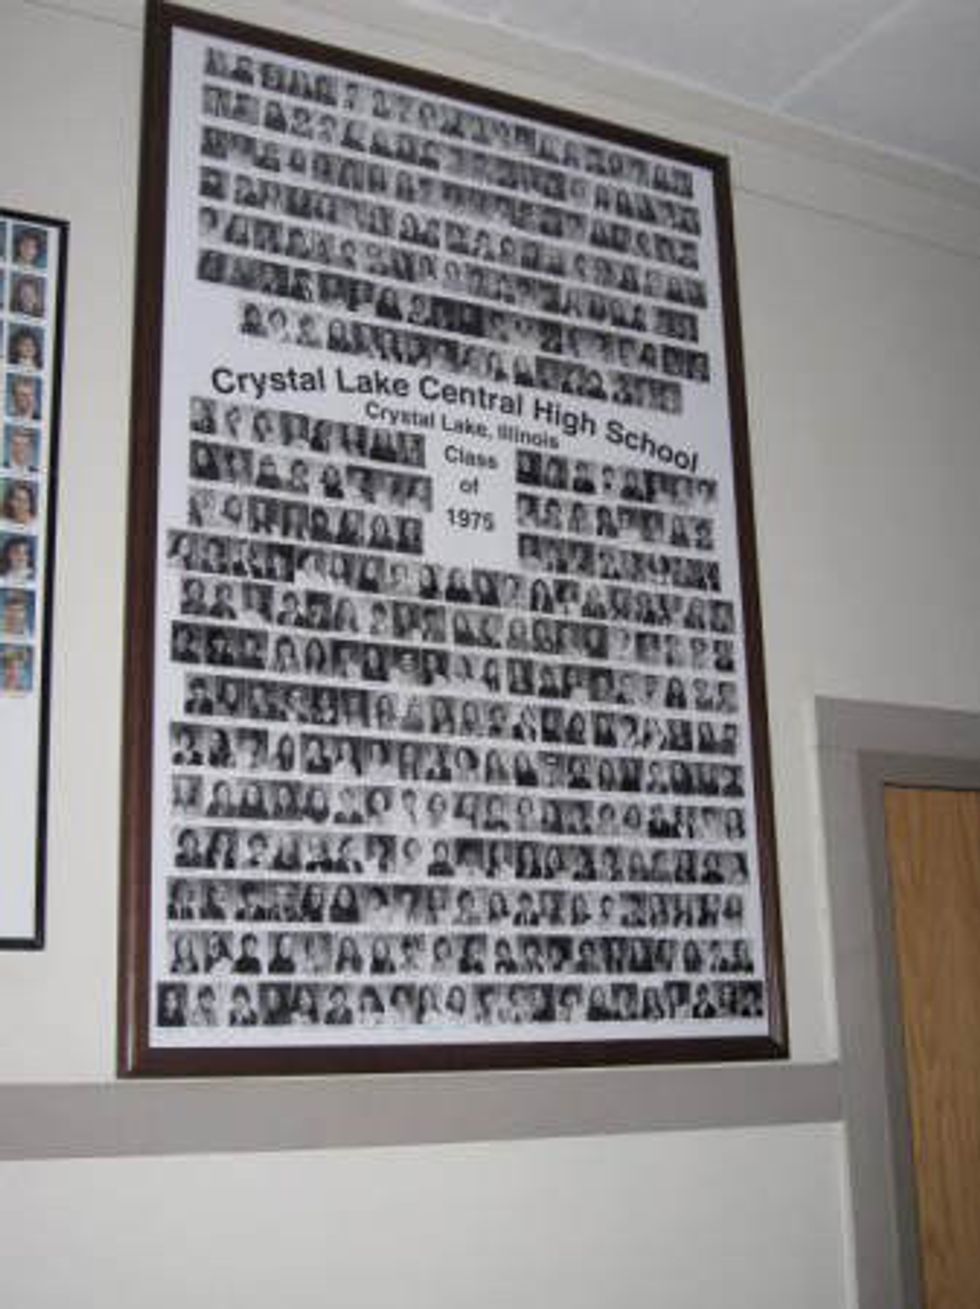 Crystal Lake Central High School
Crystal Lake, Illinois
Class
of
1975